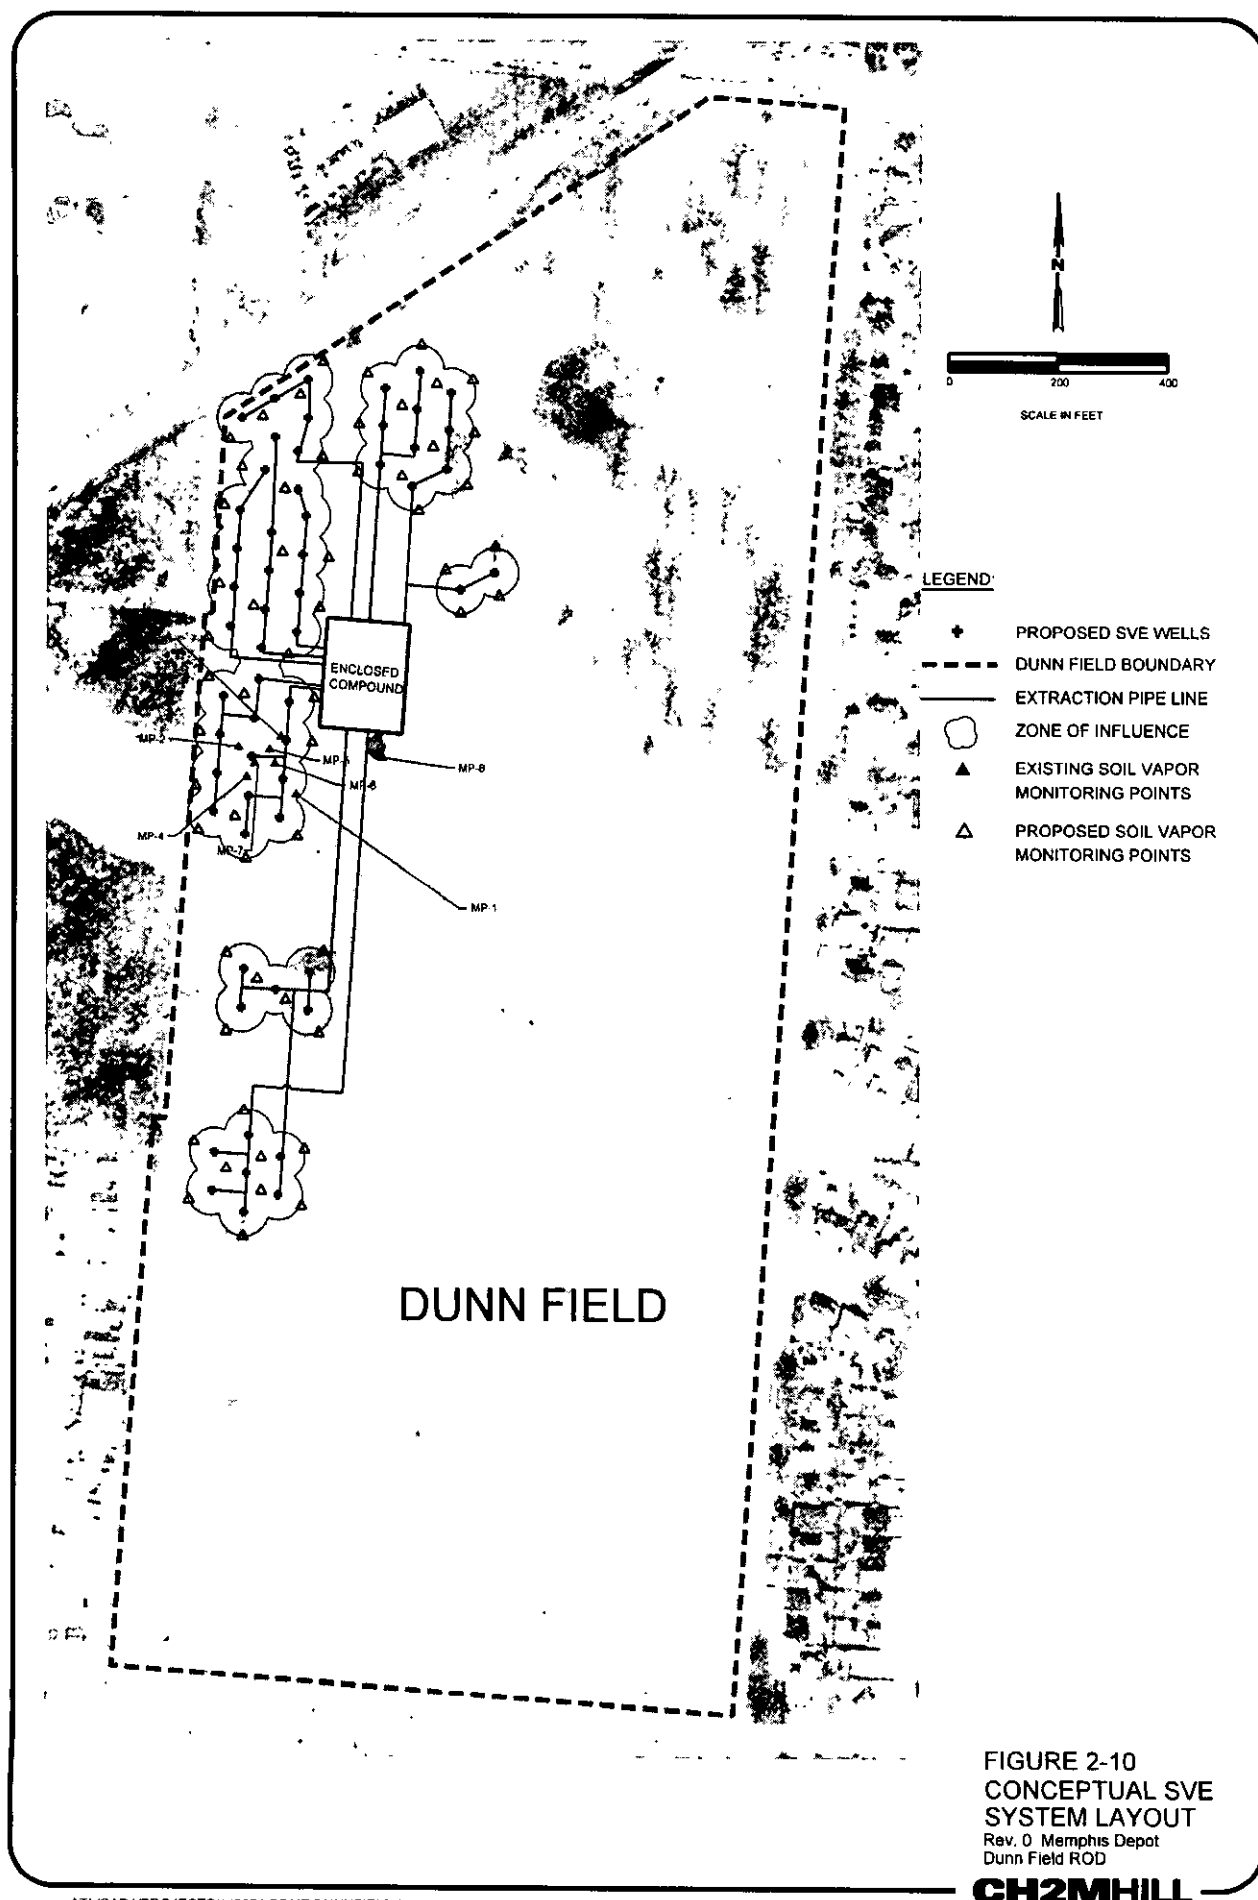 N
0 200 400
SCALE IN FEET
LEGEND:
PROPOSED SVE WELLS
DUNN FIELD BOUNDARY
EXTRACTION PIPE LINE
ZONE OF INFLUENCE
EXISTING SOIL VAPOR
MONITORING POINTS
PROPOSED SOIL VAPOR
MONITORING POINTS
ENCLOSED
COMPOUND
MP-2
MP-8
MP-6
MP-4
MP-7
MP-1
DUNN FIELD
FIGURE 2-10
CONCEPTUAL SVE
SYSTEM LAYOUT
Rev. 0 Memphis Depot
Dunn Field ROD
CH2MHILL